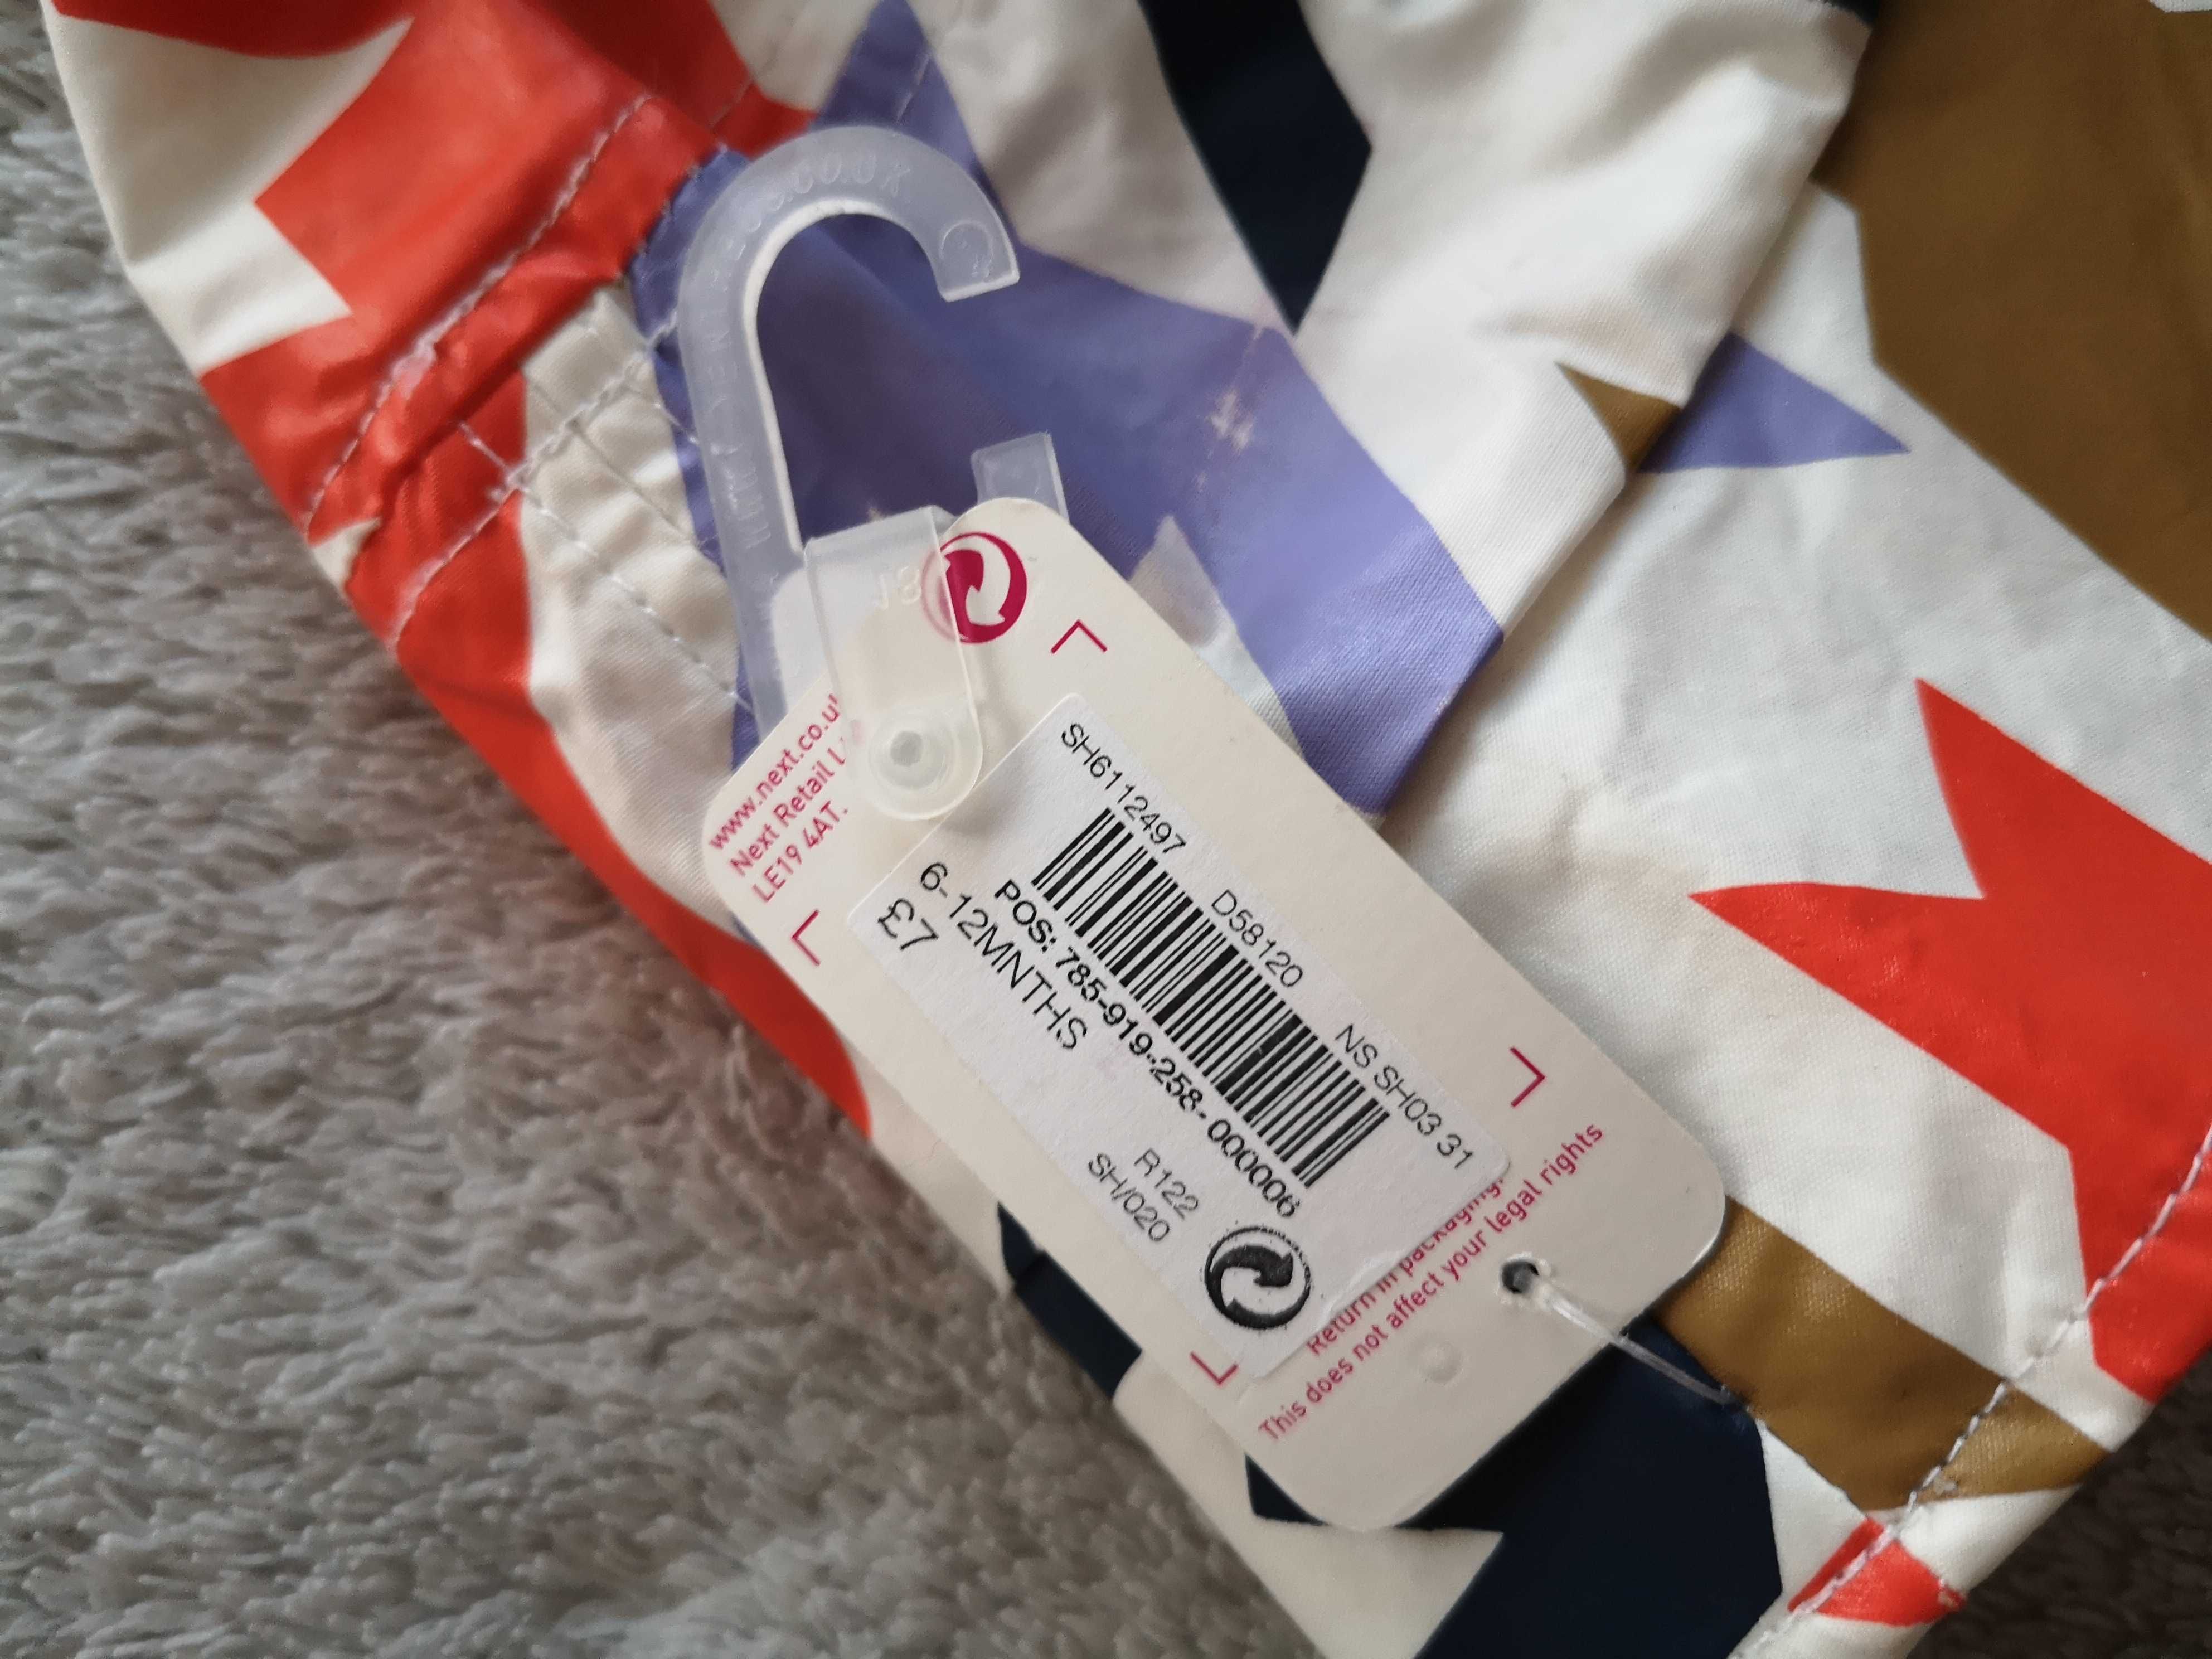 www.next.co.u
Next Retail L
LE19 4AT.
SH6112497 D58120 NS SH03 31
POS: 785-919-258-000006
6-12MNTHS R122
£7 SH/020
Return in packaging.
This does not affect your legal rights
J3